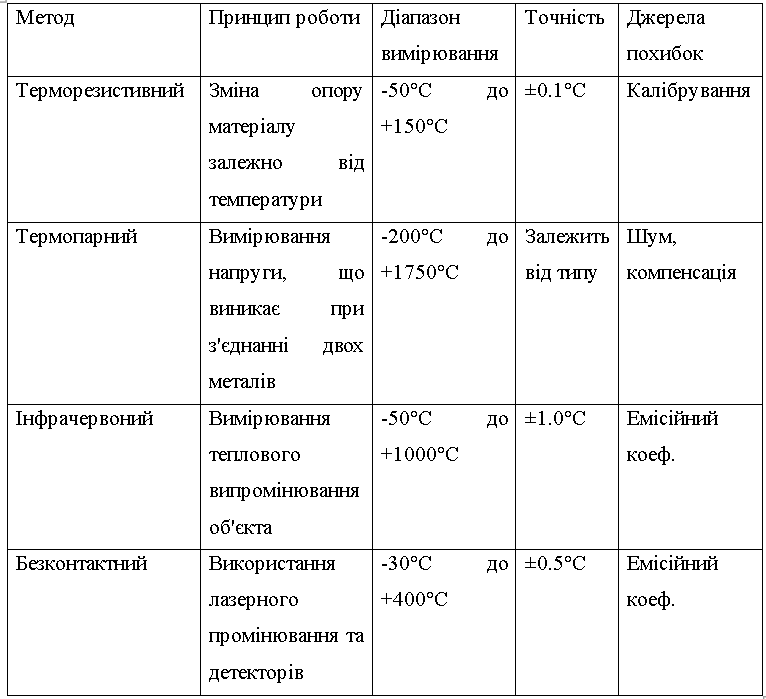 Метод
Принцип роботи
Діапазон
вимірювання
Точність
Джерела
похибок
Терморезистивний
Зміна опору
матеріалу
залежно від
температури
-50°C до
+150°C
±0.1°C
Калібрування
Термопарний
Вимірювання
напруги, що
виникає при
з'єднанні двох
металів
-200°C до
+1750°C
Залежить
від типу
Шум,
компенсація
Інфрачервоний
Вимірювання
теплового
випромінювання
об'єкта
-50°C до
+1000°C
±1.0°C
Емісійний
коеф.
Безконтактний
Використання
лазерного
промінювання та
детекторів
-30°C до
+400°C
±0.5°C
Емісійний
коеф.